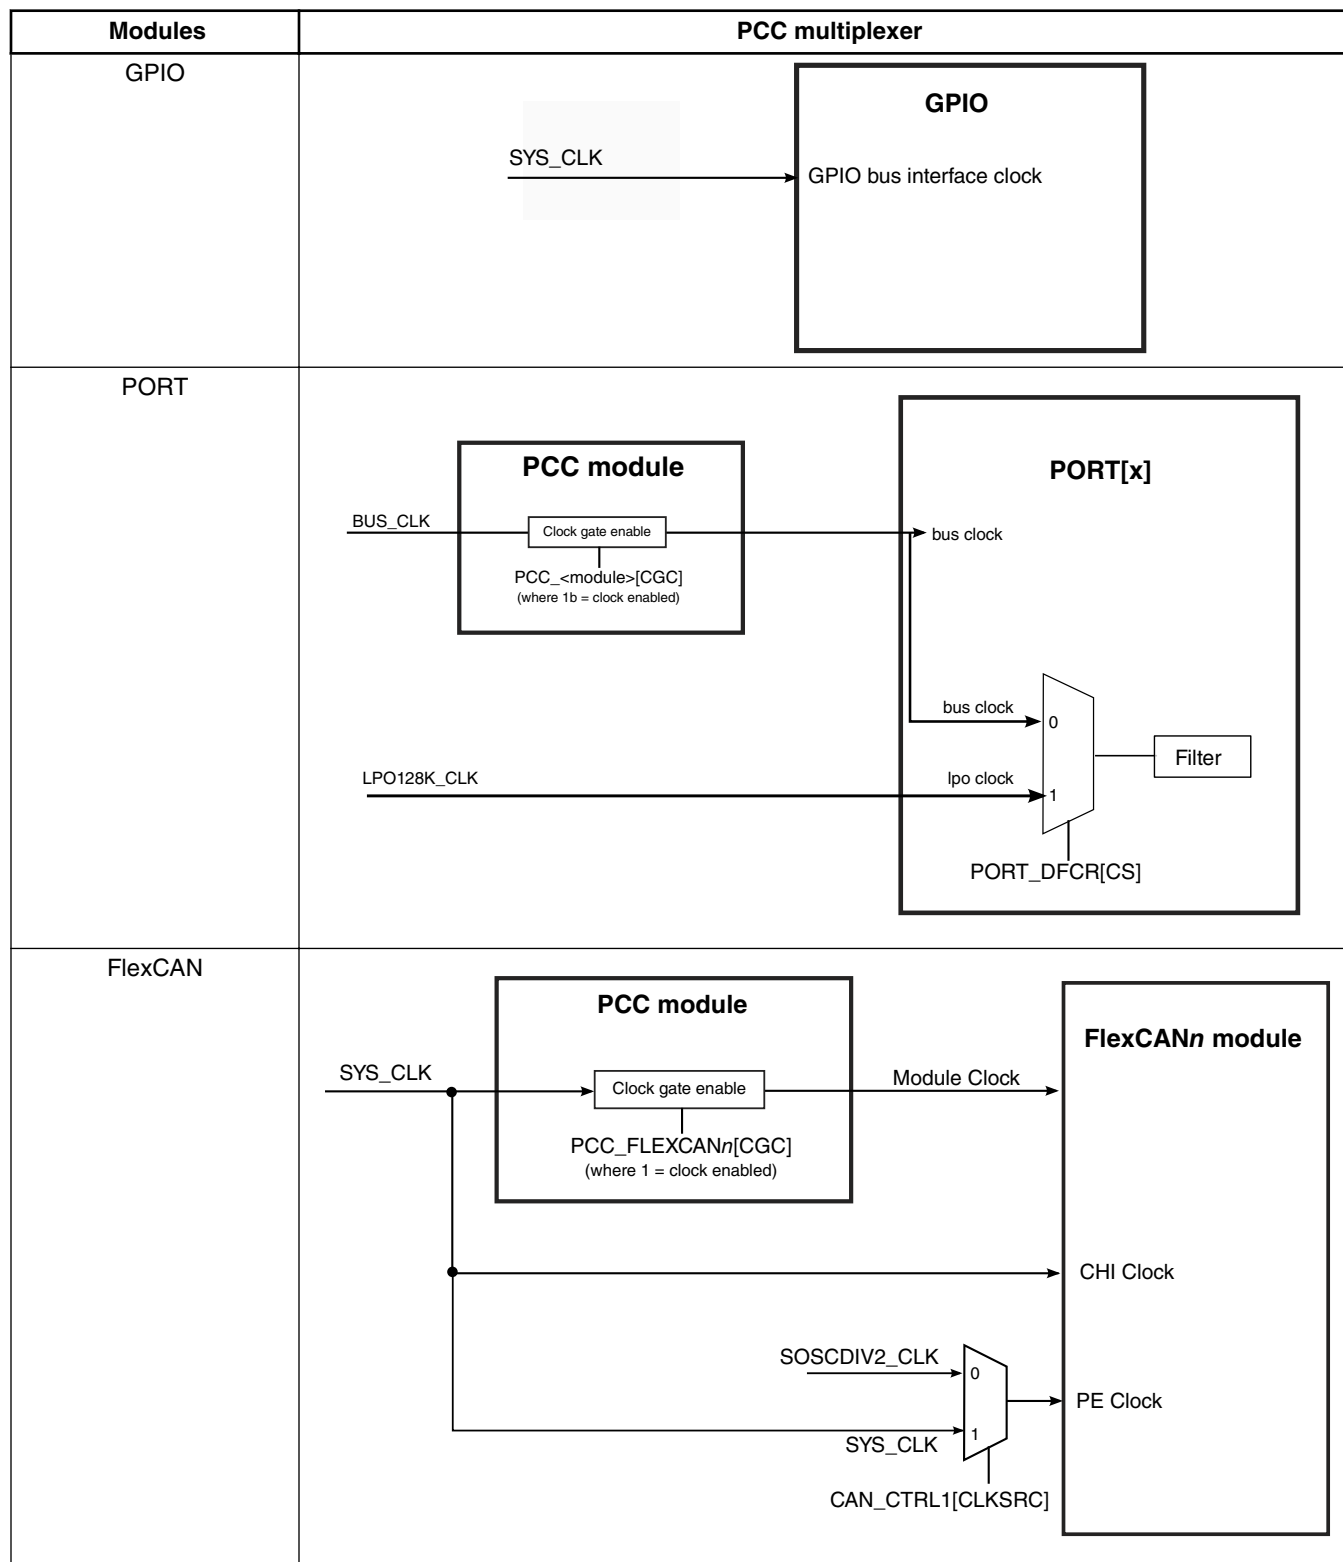 Modules
PCC multiplexer
GPIO
GPIO
SYS_CLK
GPIO bus interface clock
PORT
PCC module
PORT[x]
BUS_CLK
Clock gate enable
bus clock
PCC_<module>[CGC]
(where 1b = clock enabled)
bus clock
0
Filter
LPO128K_CLK
lpo clock
1
PORT_DFCR[CS]
FlexCAN
PCC module
FlexCANn module
SYS_CLK
Clock gate enable
Module Clock
PCC_FLEXCANn[CGC]
(where 1 = clock enabled)
CHI Clock
SOSCDIV2_CLK
0
PE Clock
1
SYS_CLK
CAN_CTRL1[CLKSRC]